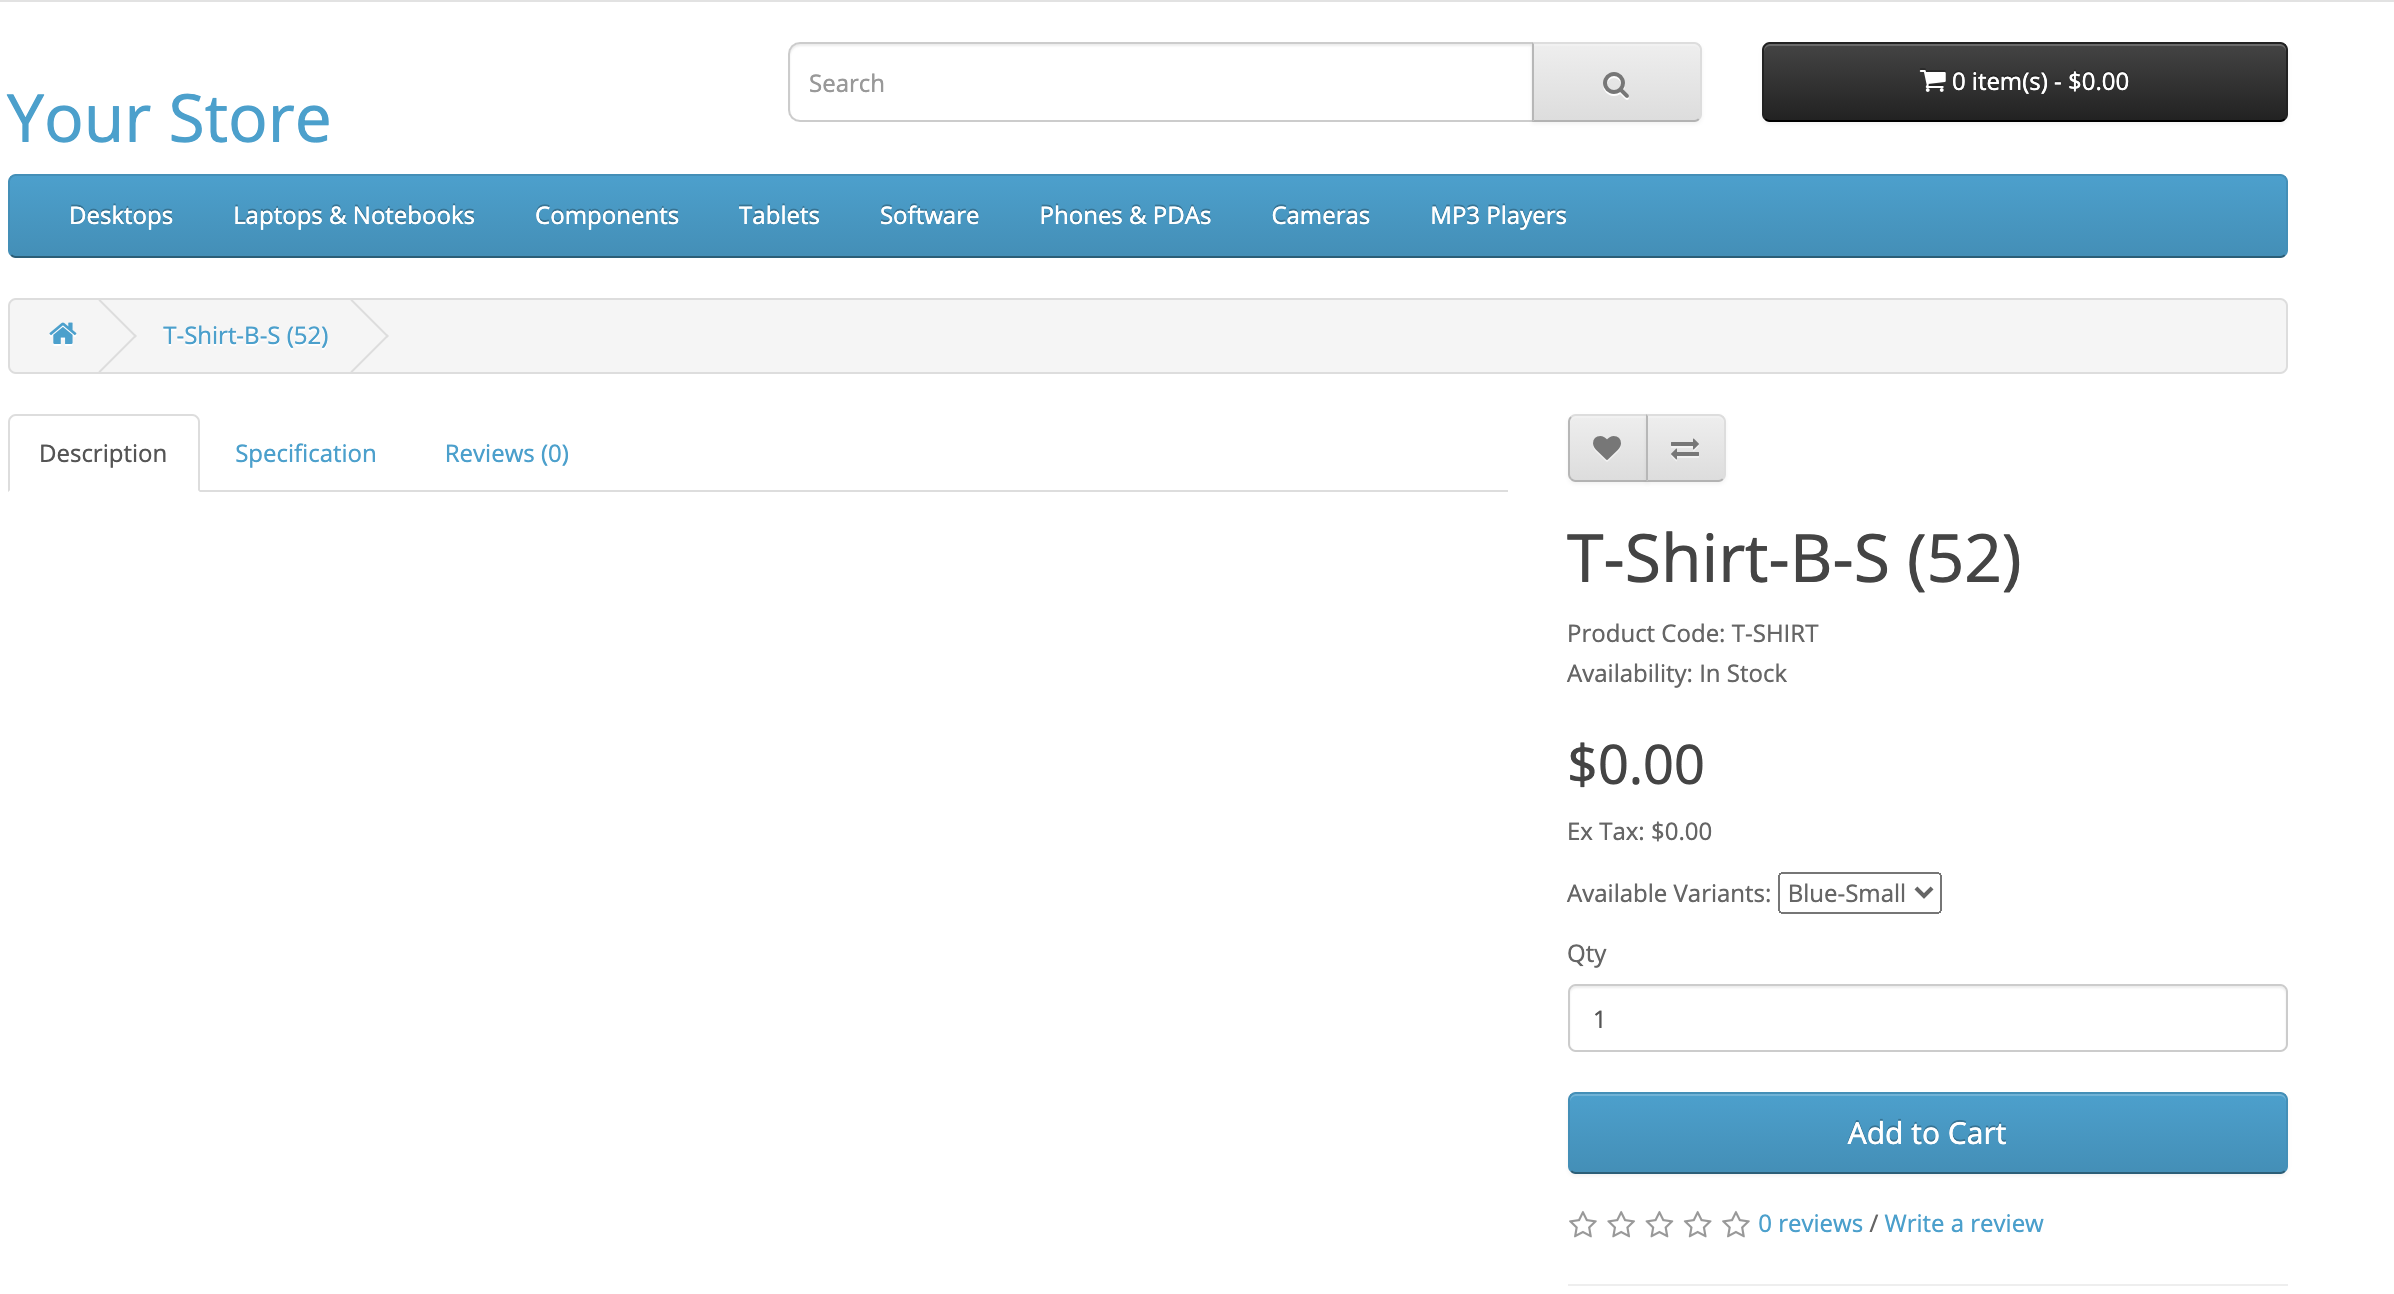 Search
0 item(s) - $0.00
Your Store
Desktops Laptops & Notebooks Components Tablets Software Phones & PDAs Cameras MP3 Players
T-Shirt-B-S (52)
Description Specification Reviews (0)
T-Shirt-B-S (52)
Product Code: T-SHIRT
Availability: In Stock
$0.00
Ex Tax: $0.00
Available Variants: Blue-Small
Qty
1
Add to Cart
0 reviews / Write a review